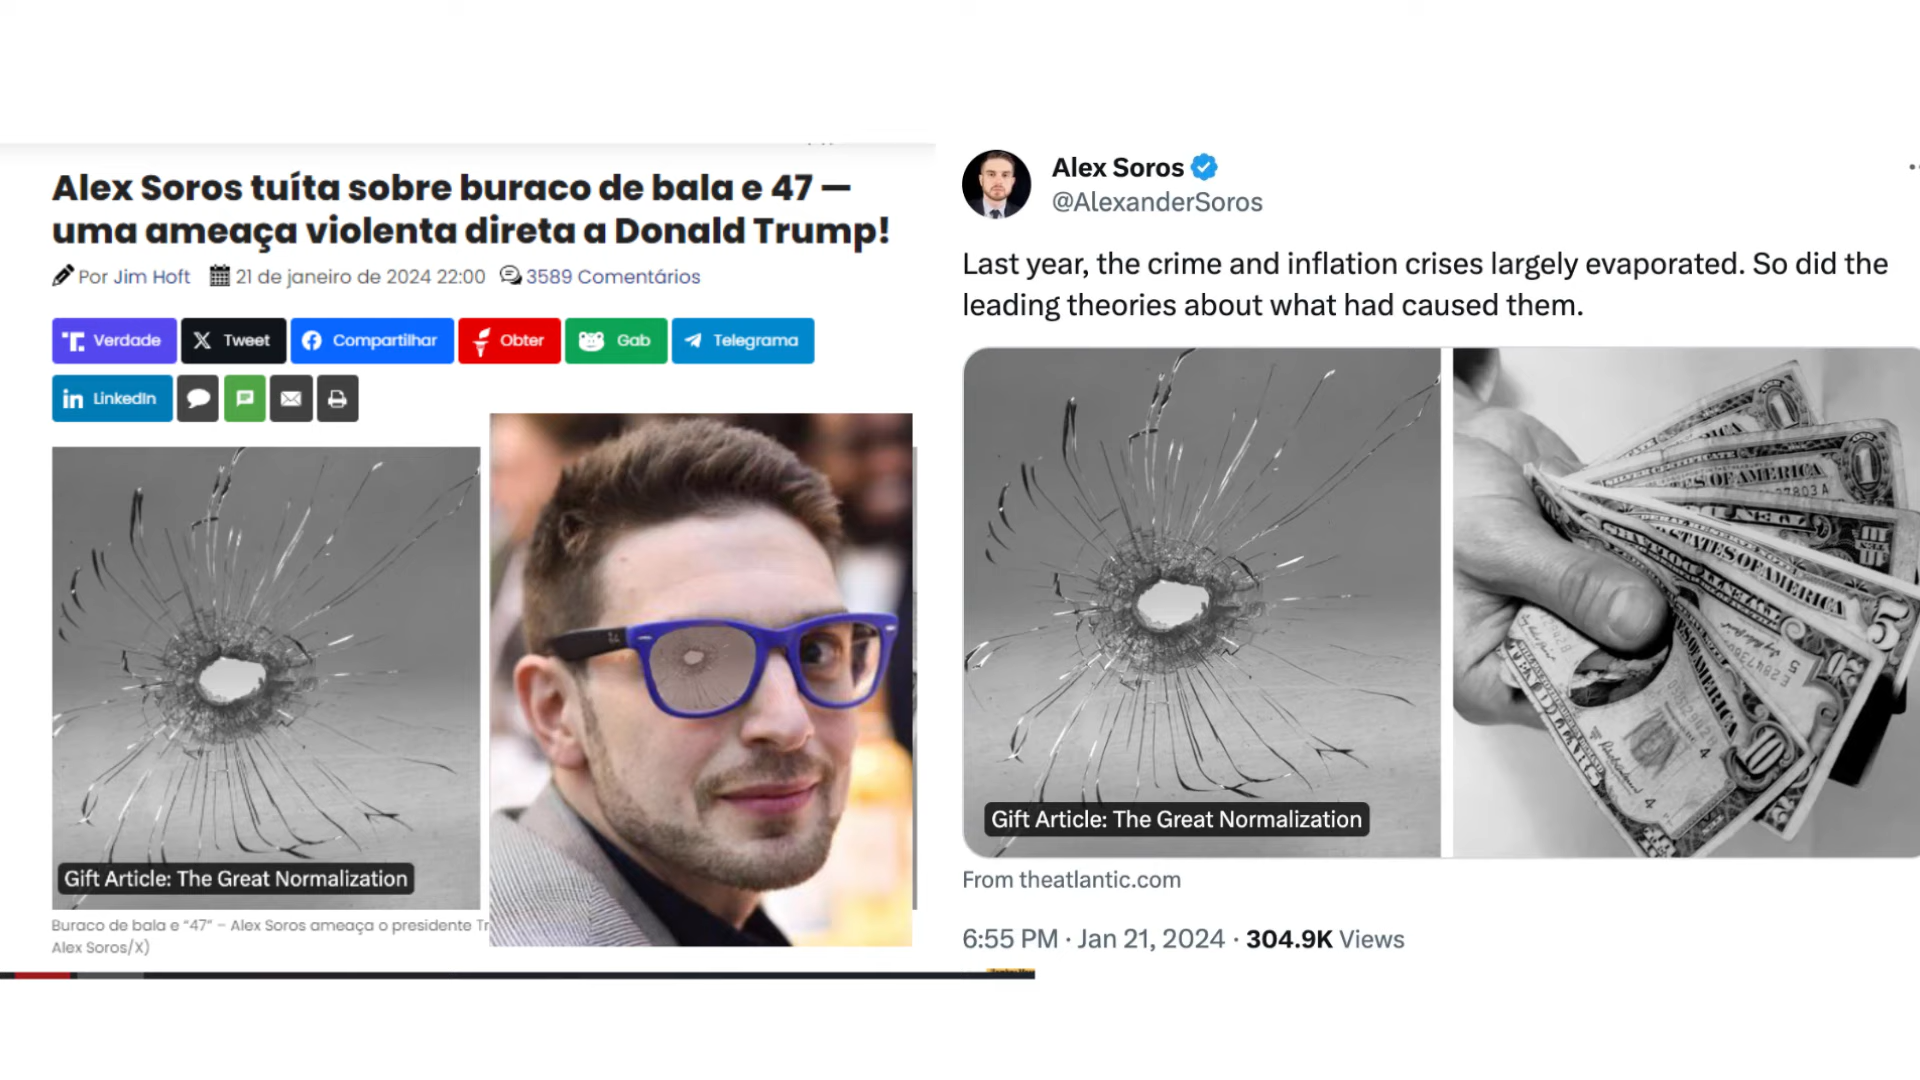 Alex Soros tuíta sobre buraco de bala e 47 —
uma ameaça violenta direta a Donald Trump!
Por Jim Hoft 21 de janeiro de 2024 22:00 3589 Comentários
Verdade Tweet Compartilhar Obter Gab Telegrama
LinkedIn
Gift Article: The Great Normalization
Buraco de bala e “47” – Alex Soros ameaça o presidente Tr
Alex Soros/X)
Alex Soros
@AlexanderSoros
Last year, the crime and inflation crises largely evaporated. So did the
leading theories about what had caused them.
STATES OF AMERICA
Gift Article: The Great Normalization
From theatlantic.com
6:55 PM · Jan 21, 2024 · 304.9K Views